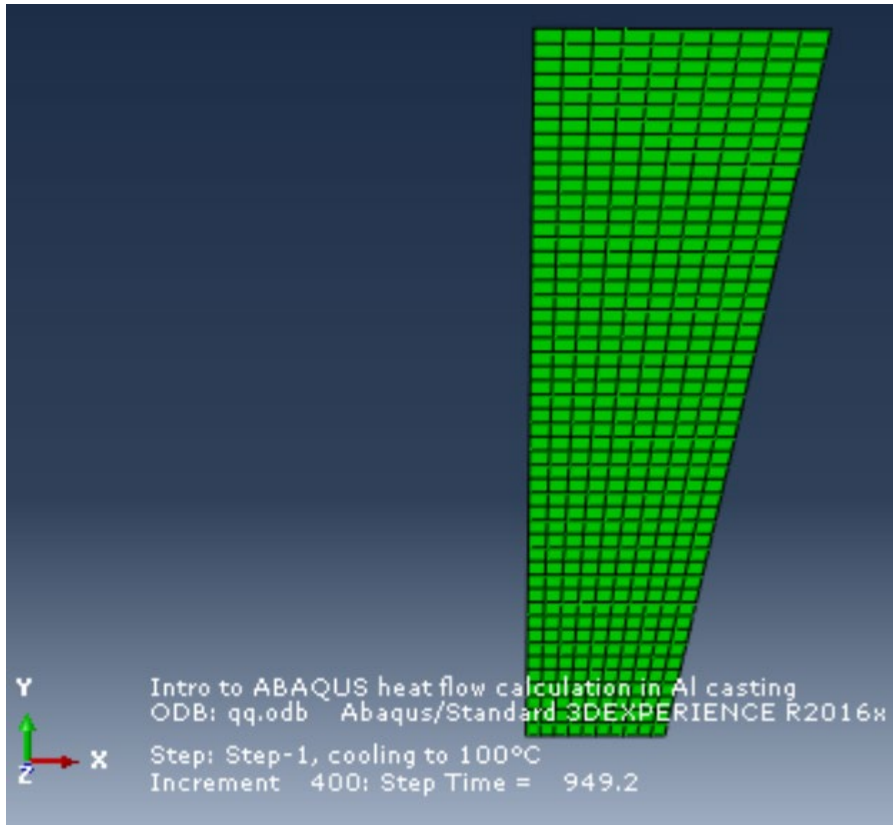 Y
X
Z
Intro to ABAQUS heat flow calculation in Al casting
ODB: qq.odb    Abaqus/Standard 3DEXPERIENCE R2016x
Step: Step-1, cooling to 100°C
Increment    400: Step Time =    949.2